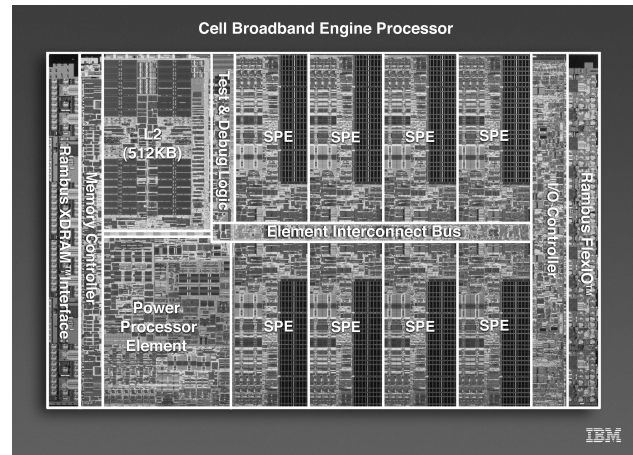 Cell Broadband Engine Processor
Rambus XDRAM™ Interface
Memory Controller
L2
(512KB)
Test & Debug Logic
SPE
SPE
SPE
SPE
I/O Controller
Rambus FlexIO™
Element Interconnect Bus
Power
Processor
Element
SPE
SPE
SPE
SPE
IBM